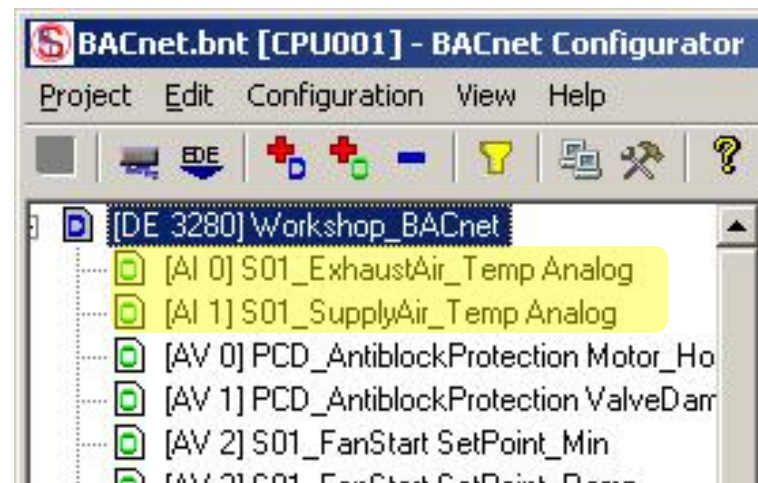 BACnet.bnt [CPU001] - BACnet Configurator
Project Edit Configuration View Help
EDE
[DE 3280] Workshop_BACnet
[AI 0] S01_ExhaustAir_Temp Analog
[AI 1] S01_SupplyAir_Temp Analog
[AV 0] PCD_AntiblockProtection Motor_Ho
[AV 1] PCD_AntiblockProtection ValveDam
[AV 2] S01_FanStart SetPoint_Min